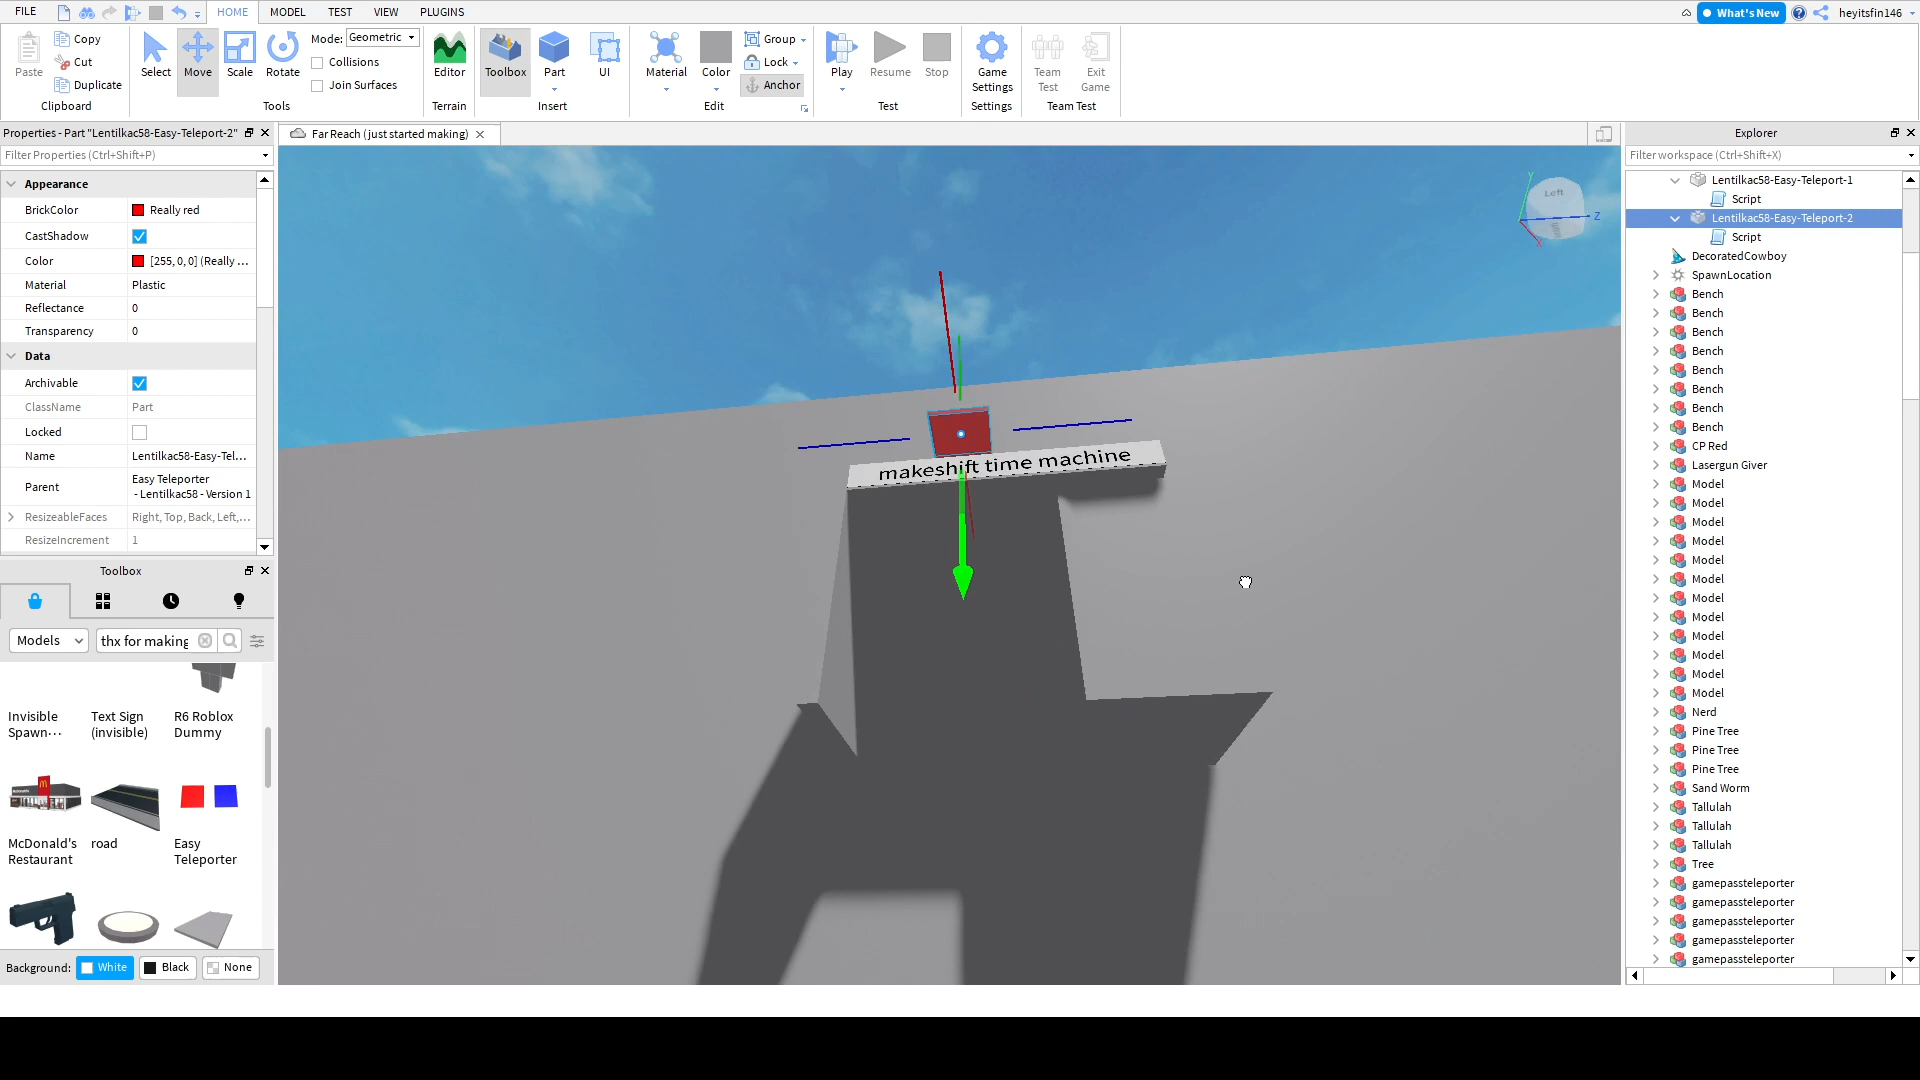 FILE
HOME
MODEL
TEST
VIEW
PLUGINS
What's New
heyitsfin146
Paste
Copy
Cut
Duplicate
Clipboard
Select
Move
Scale
Rotate
Mode: Geometric
Collisions
Join Surfaces
Tools
Editor
Terrain
Toolbox
Part
UI
Insert
Material
Color
Group
Lock
Anchor
Edit
Play
Resume
Stop
Test
Game
Settings
Settings
Team
Test
Exit
Game
Team Test
Properties - Part "Lentilkac58-Easy-Teleport-2"
Filter Properties (Ctrl+Shift+P)
Appearance
BrickColor Really red
CastShadow
Color [255, 0, 0] (Really ...
Material Plastic
Reflectance 0
Transparency 0
Data
Archivable
ClassName Part
Locked
Name Lentilkac58-Easy-Tel...
Parent Easy Teleporter
- Lentilkac58 - Version 1
ResizeableFaces Right, Top, Back, Left,...
ResizeIncrement 1
Toolbox
Models
thx for making
Invisible
Spawn...
Text Sign
(invisible)
R6 Roblox
Dummy
McDonald's
Restaurant
road
Easy
Teleporter
Background: White Black None
Far Reach (just started making)
Left
Y
Z
X
makeshift time machine
Explorer
Filter workspace (Ctrl+Shift+X)
Lentilkac58-Easy-Teleport-1
Script
Lentilkac58-Easy-Teleport-2
Script
DecoratedCowboy
SpawnLocation
Bench
Bench
Bench
Bench
Bench
Bench
Bench
Bench
CP Red
Lasergun Giver
Model
Model
Model
Model
Model
Model
Model
Model
Model
Model
Model
Model
Nerd
Pine Tree
Pine Tree
Pine Tree
Sand Worm
Tallulah
Tallulah
Tallulah
Tree
gamepassteleporter
gamepassteleporter
gamepassteleporter
gamepassteleporter
gamepassteleporter